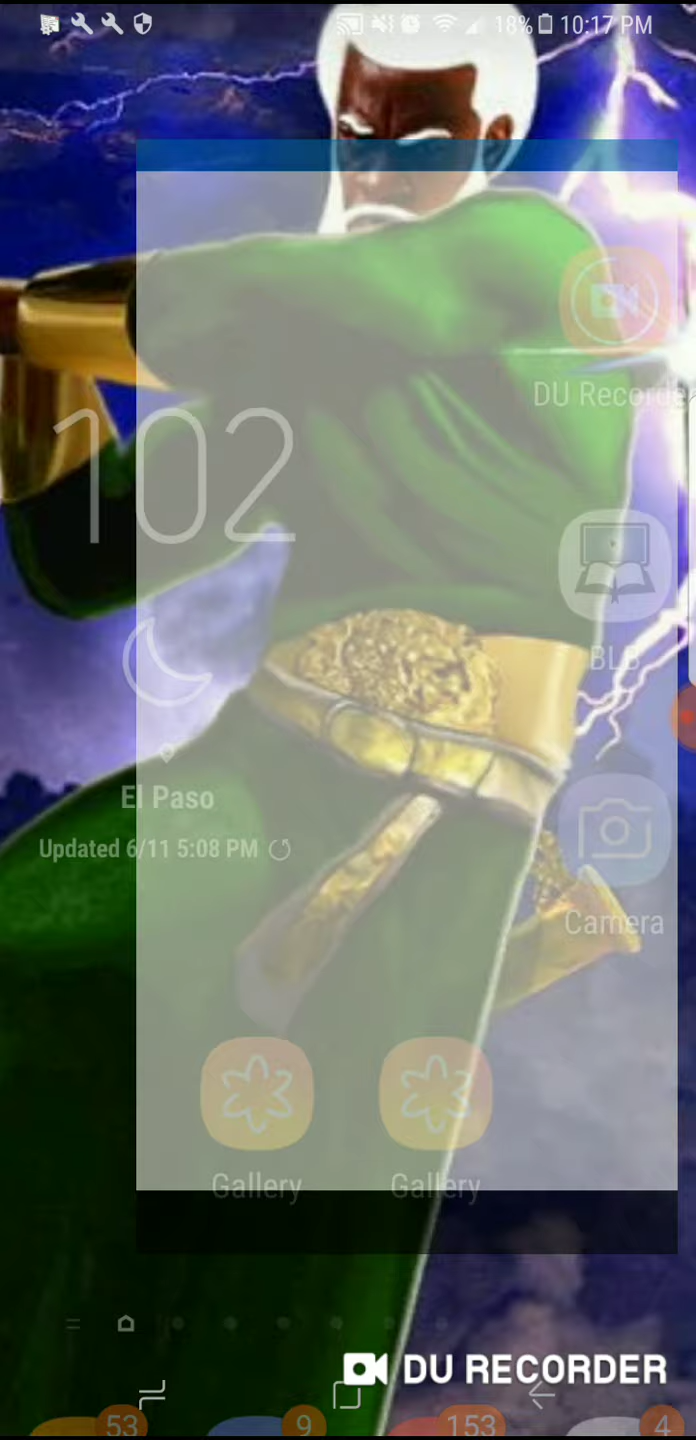 18% 10:17 PM
DU Recorder
102
BLB
El Paso
Updated 6/11 5:08 PM
Camera
Gallery Gallery
DU RECORDER
53 9 153 4